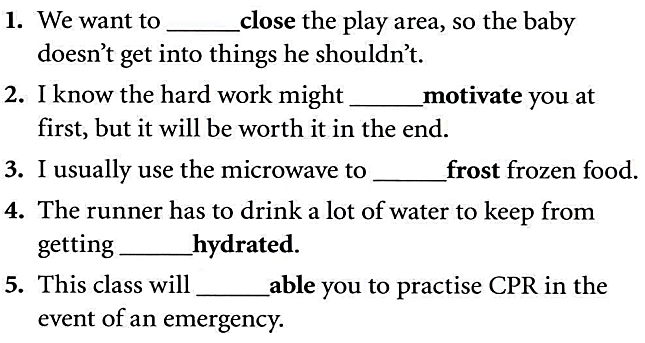 1. We want to ______close the play area, so the baby
doesn't get into things he shouldn't.
2. I know the hard work might ______motivate you at
first, but it will be worth it in the end.
3. I usually use the microwave to ______frost frozen food.
4. The runner has to drink a lot of water to keep from
getting ______hydrated.
5. This class will ______able you to practise CPR in the
event of an emergency.